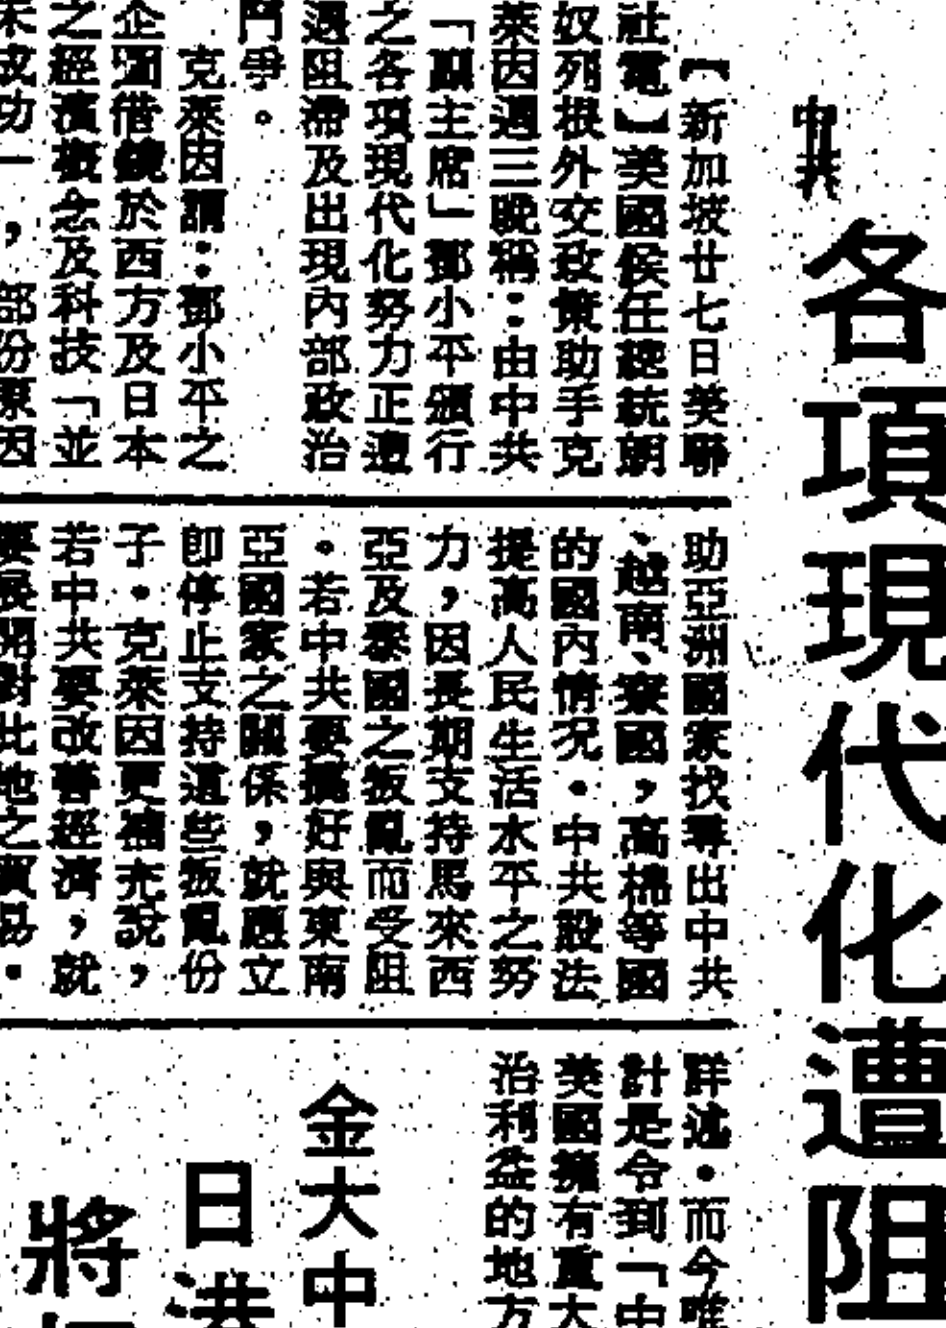 中共
各項現代化遭阻
【新加坡廿七日美聯
社電】美國候任總統朗
奴列根外交政策助手克
萊因週三晚稱：由中共
「副主席」鄧小平頒行
之各項現代化努力正遭
遇阻滯及出現內部政治
鬥爭。
克萊因謂：鄧小平之
企圖借鏡於西方及日本
之經濟概念及科技「並
未成功一，部份原因
助亞洲國家找尋出中共
、越南、寮國，高棉等國
的國內情況。中共設法
提高人民生活水平之努
力，因長期支持馬來西
亞及泰國之叛亂而受阻
。若中共要搞好與東南
亞國家之關係，就應立
即停止支持這些叛亂份
子。克萊因更補充說，
若中共要改善經濟，就
要展開對此地之貿易。
詳述。而今唯
計是令到「中
美國擁有重大
治利益的地方
金大中
日港
將